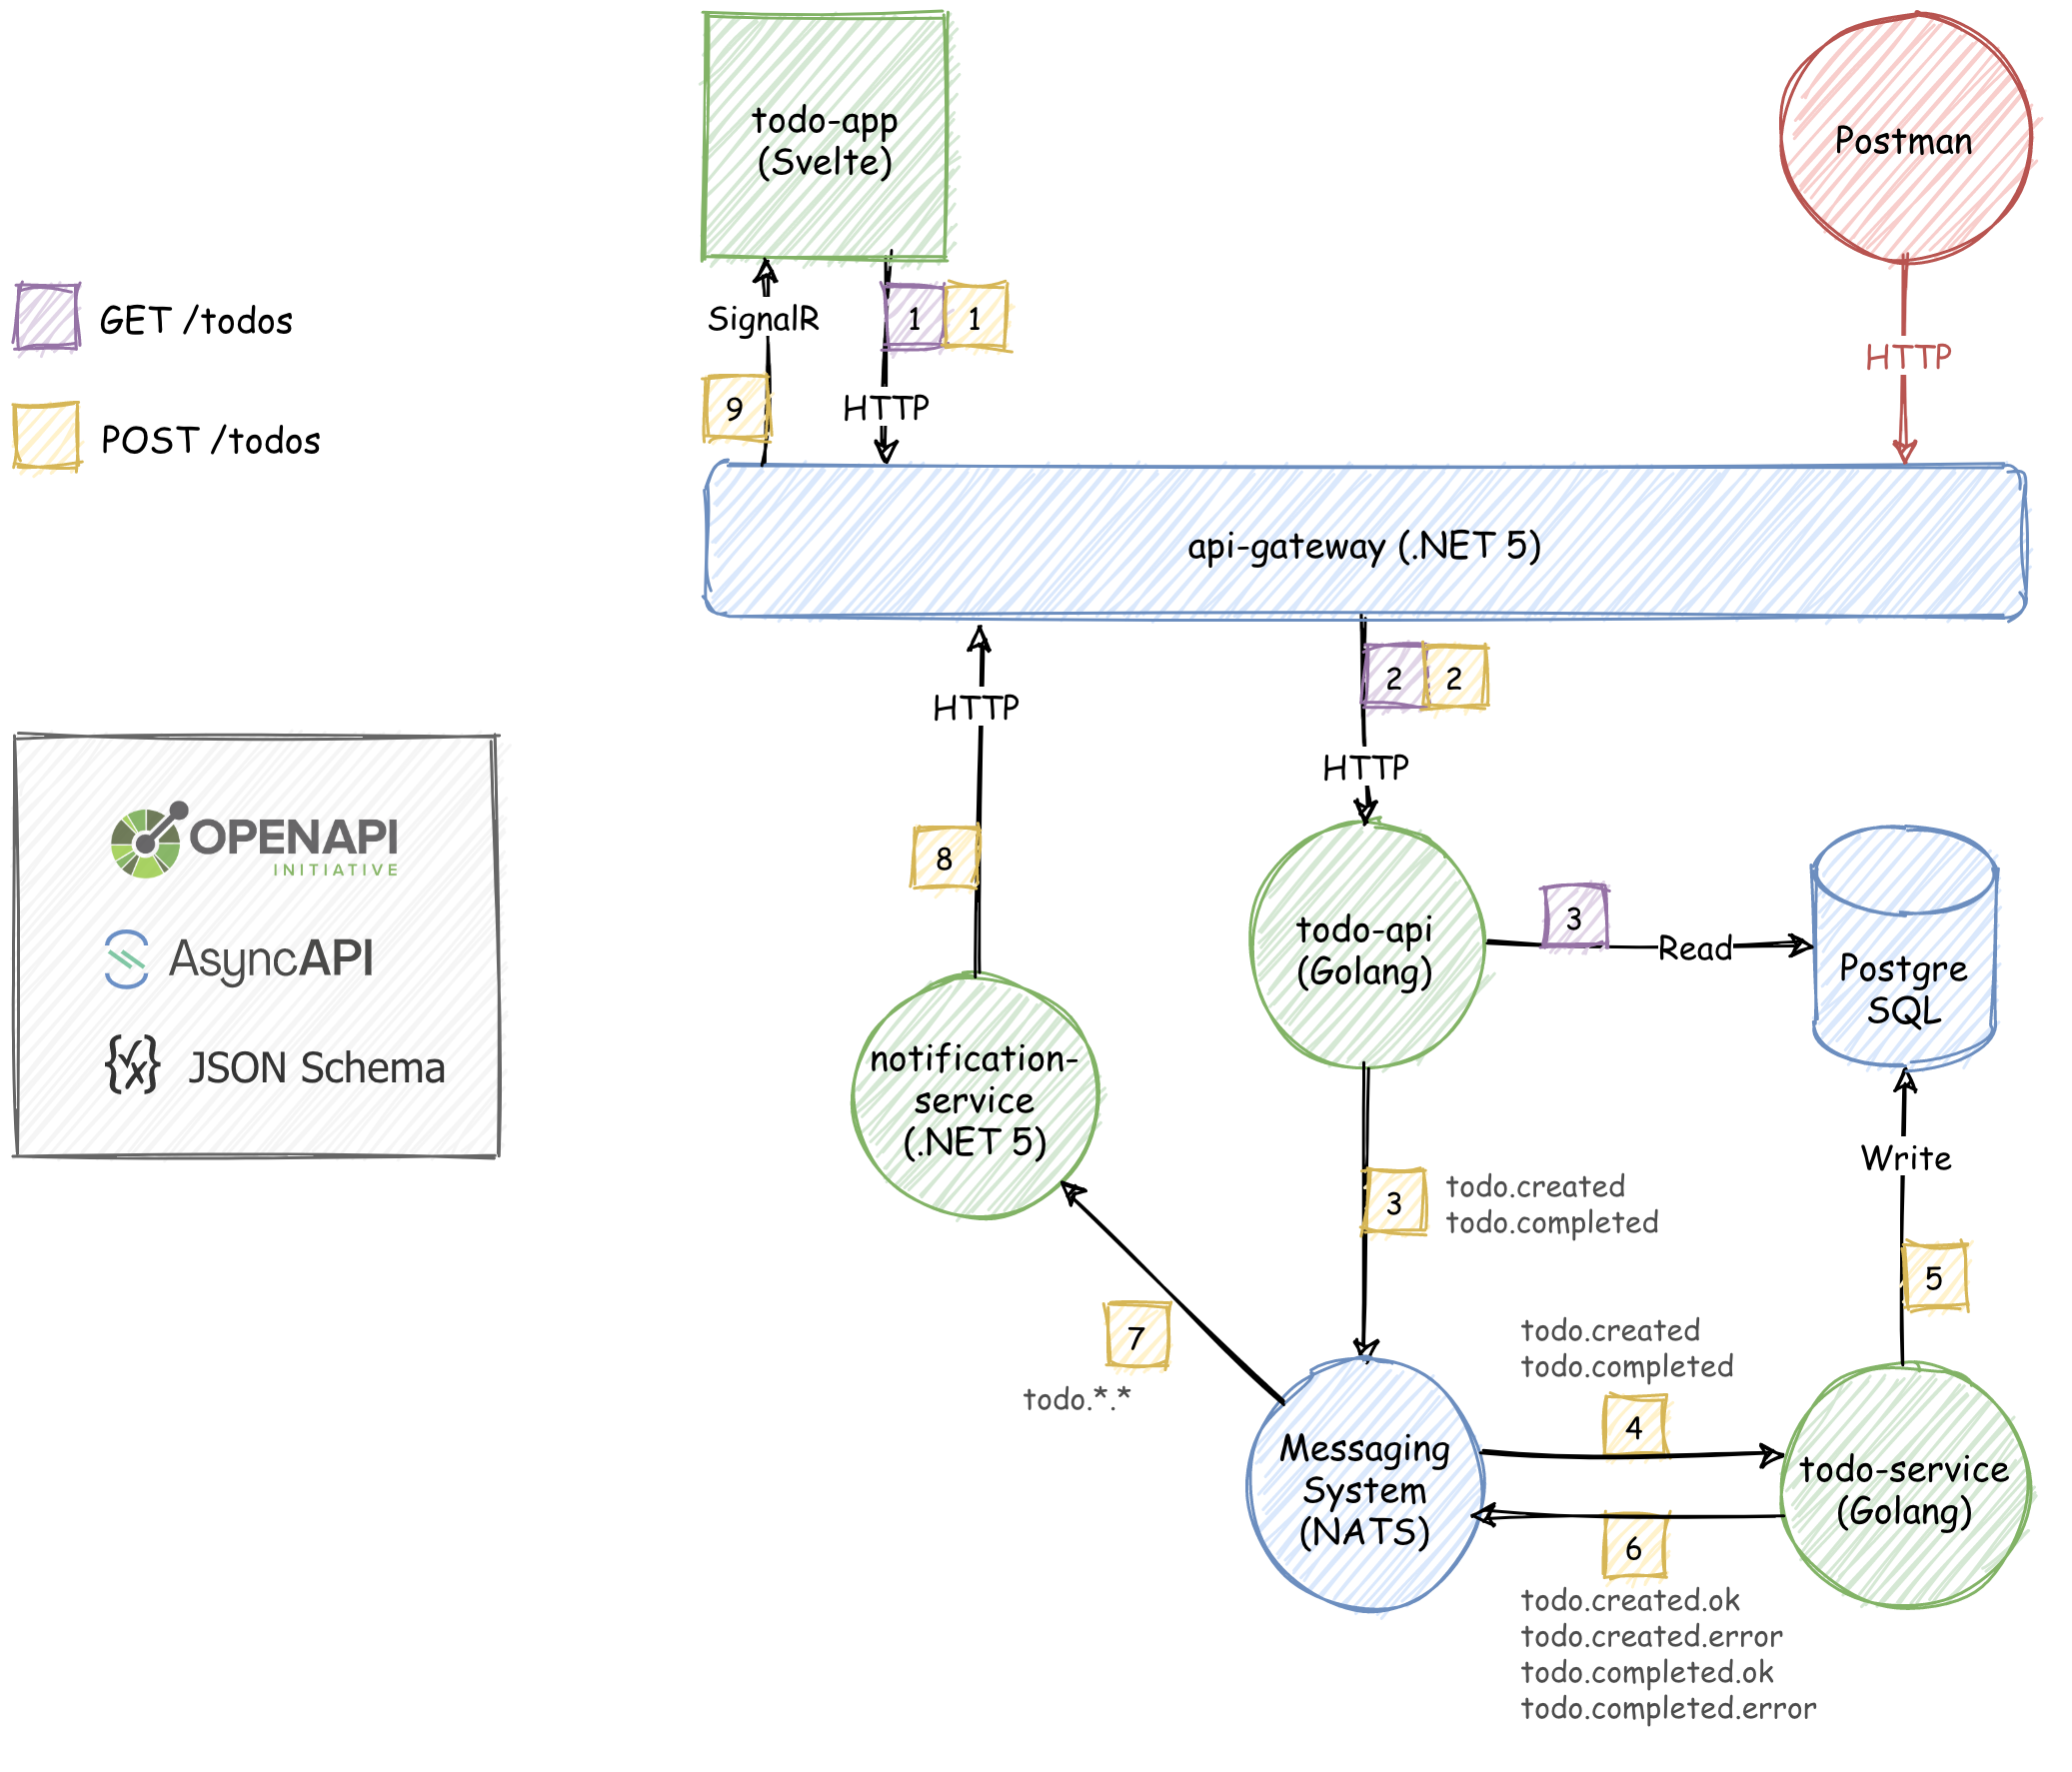 todo-app
(Svelte)
Postman
GET /todos
POST /todos
SignalR
1
1
9
HTTP
HTTP
api-gateway (.NET 5)
2
2
HTTP
HTTP
OPENAPI
INITIATIVE
AsyncAPI
JSON Schema
8
todo-api
(Golang)
3
Read
Postgre
SQL
notification-
service
(.NET 5)
3
todo.created
todo.completed
Write
5
7
todo.*.*
todo.created
todo.completed
4
Messaging
System
(NATS)
todo-service
(Golang)
6
todo.created.ok
todo.created.error
todo.completed.ok
todo.completed.error